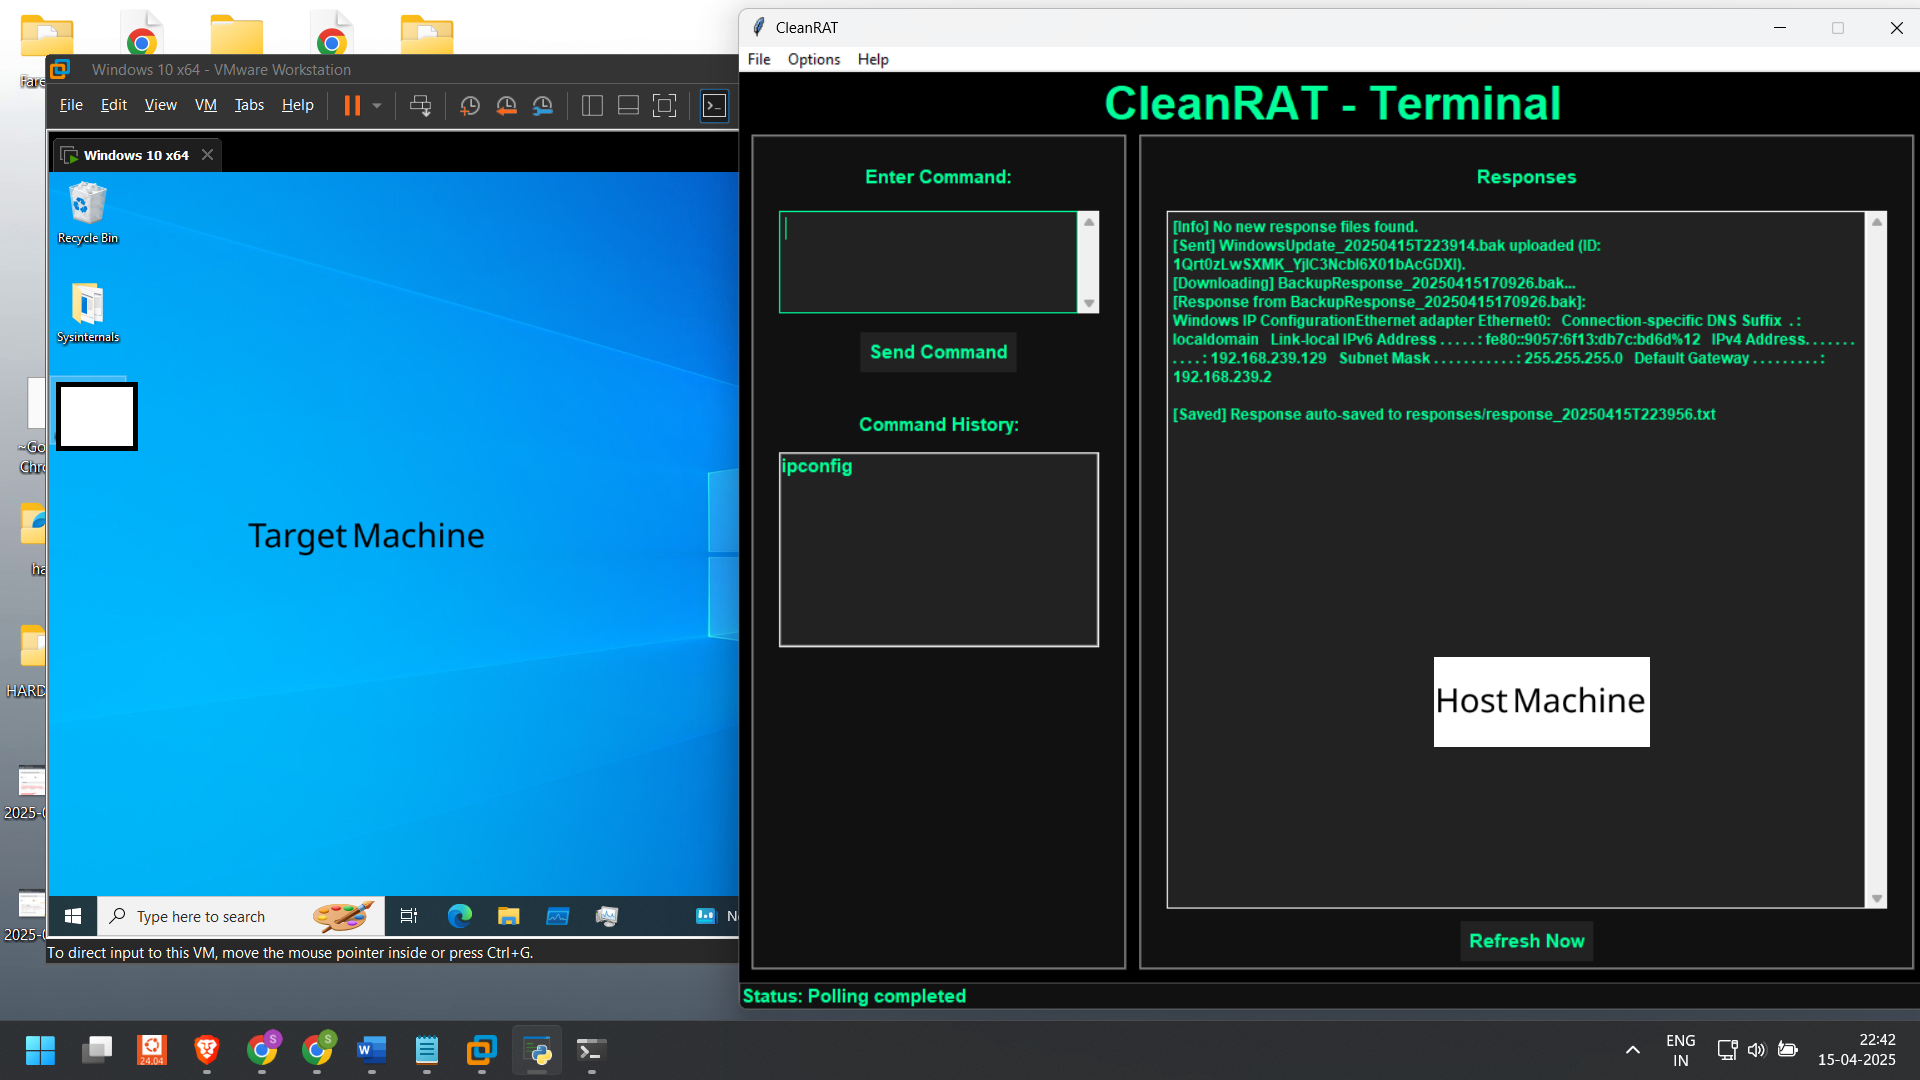 Fare
Windows 10 x64 - VMware Workstation
File Edit View VM Tabs Help
Windows 10 x64
Recycle Bin
Sysinternals
~Go
Chro
ha
HARD
2025-0
2025-0
Target Machine
Type here to search
To direct input to this VM, move the mouse pointer inside or press Ctrl+G.
CleanRAT
File Options Help
CleanRAT - Terminal
Enter Command:
Send Command
Command History:
ipconfig
Responses
[Info] No new response files found.
[Sent] WindowsUpdate_20250415T223914.bak uploaded (ID:
1Qrt0zLwSXMK_YjlC3Ncbl6X01bAcGDXl).
[Downloading] BackupResponse_20250415170926.bak...
[Response from BackupResponse_20250415170926.bak]:
Windows IP ConfigurationEthernet adapter Ethernet0: Connection-specific DNS Suffix . :
localdomain Link-local IPv6 Address . . . . . : fe80::9057:6f13:db7c:bd6d%12 IPv4 Address. . . . . . .
. . . . : 192.168.239.129 Subnet Mask . . . . . . . . . . . : 255.255.255.0 Default Gateway . . . . . . . . . :
192.168.239.2
[Saved] Response auto-saved to responses/response_20250415T223956.txt
Host Machine
Refresh Now
Status: Polling completed
24.04
S
S
ENG
IN
22:42
15-04-2025